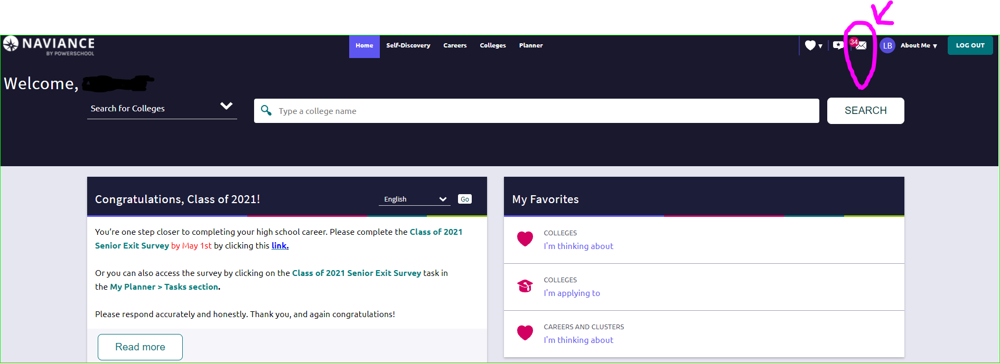 NAVIANCE
BY POWERSCHOOL
Home Self-Discovery Careers Colleges Planner
34
LB About Me LOG OUT
Welcome,
Search for Colleges
Type a college name
SEARCH
Congratulations, Class of 2021!
English Go
You’re one step closer to completing your high school career. Please complete the Class of 2021
Senior Exit Survey by May 1st by clicking this link.
Or you can also access the survey by clicking on the Class of 2021 Senior Exit Survey task in
the My Planner > Tasks section.
Please respond accurately and honestly. Thank you, and again congratulations!
Read more
My Favorites
COLLEGES
I'm thinking about
COLLEGES
I'm applying to
CAREERS AND CLUSTERS
I'm thinking about